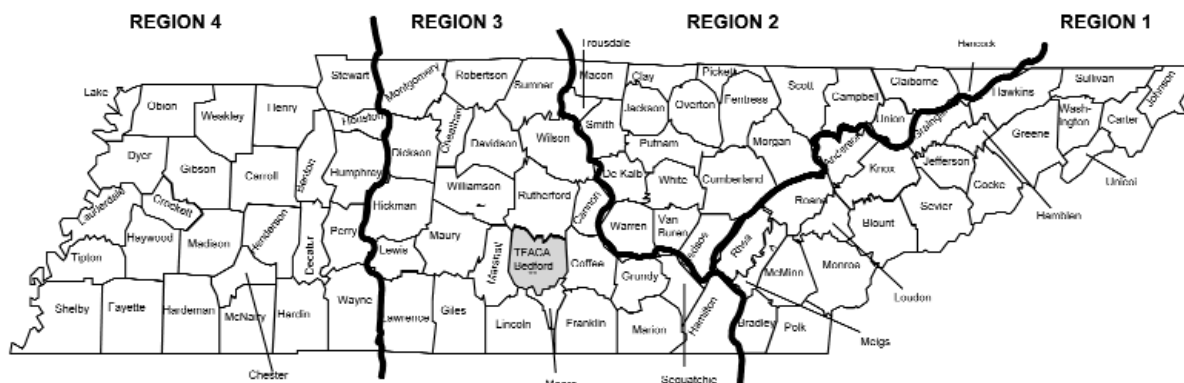 REGION 4 REGION 3 REGION 2 REGION 1
Trousdale Hancock
Stewart Montgomery Robertson Sumner Macon Clay Pickett Scott Claiborne Hawkins Sullivan Johnson
Lake Obion Weakley Henry Houston Cheatham Jackson Overton Fentress Campbell Union Grainger Greene Wash-
ington Carter
Smith Wilson Davidson Dickson Putnam Morgan Anderson Knox Jefferson
Dyer Gibson Carroll Benton Humphrey Williamson Rutherford De Kalb White Cumberland Cocke Unicoi
Lauderdale Crockett Henderson Hickman Cannon Warren Van
Buren Roane Blount Sevier Hamblen
Haywood Madison Decatur Perry Lewis Maury Marshall TFACA
Bedford Coffee Grundy Rhea
Tipton McMinn Monroe Loudon
Shelby Fayette Hardeman McNairy Hardin Wayne Lawrence Giles Lincoln Franklin Marion Hamilton Bradley Polk Meigs
Chester Sequatchie